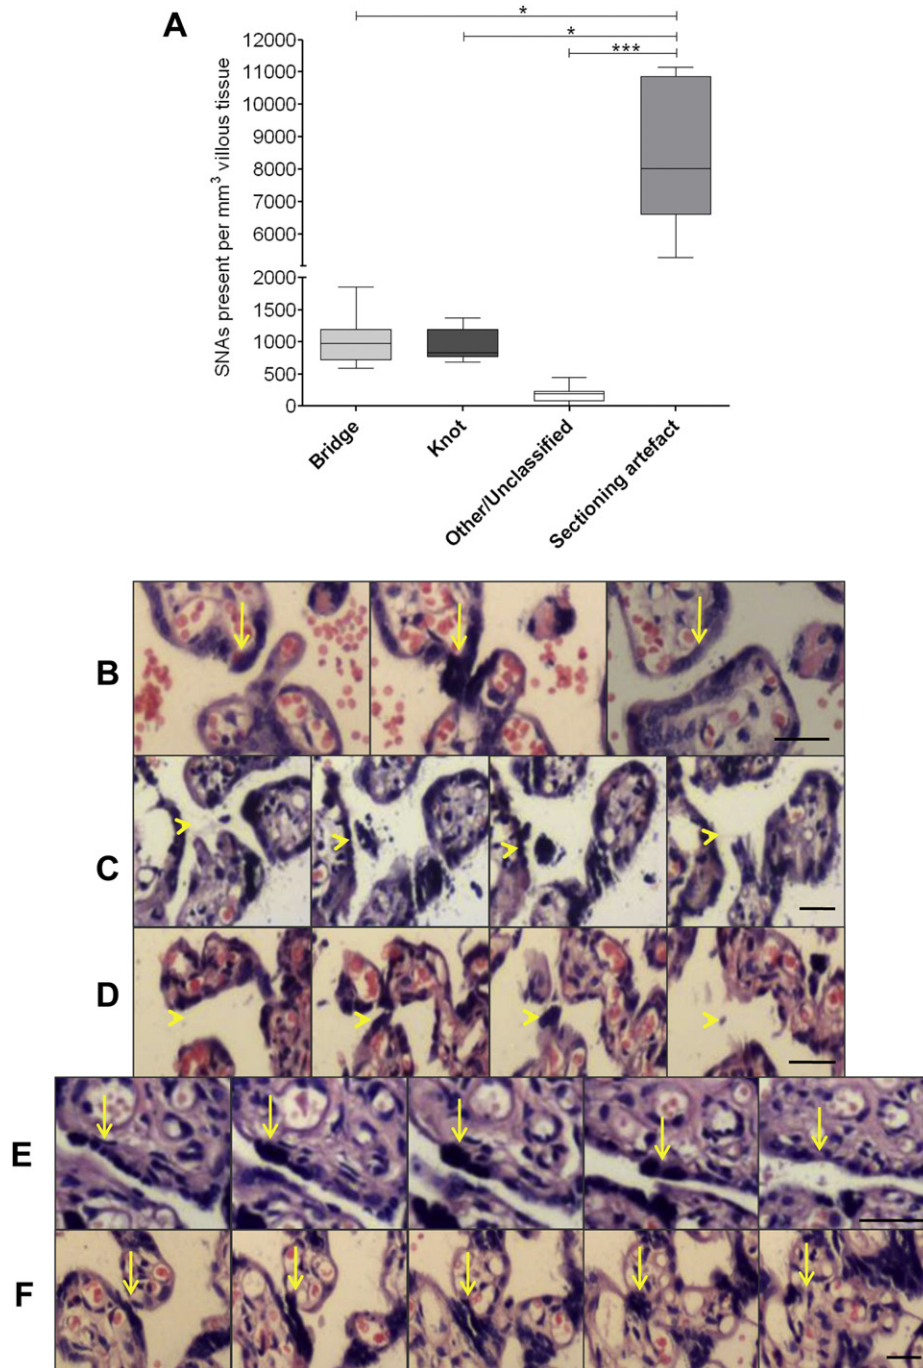 A
*
*
***
SNAs present per mm³ villous tissue
12000
11000
10000
9000
8000
7000
6000
2000
1500
1000
500
0
Bridge
Knot
Other/Unclassified
Sectioning artefact
B
C
D
E
F